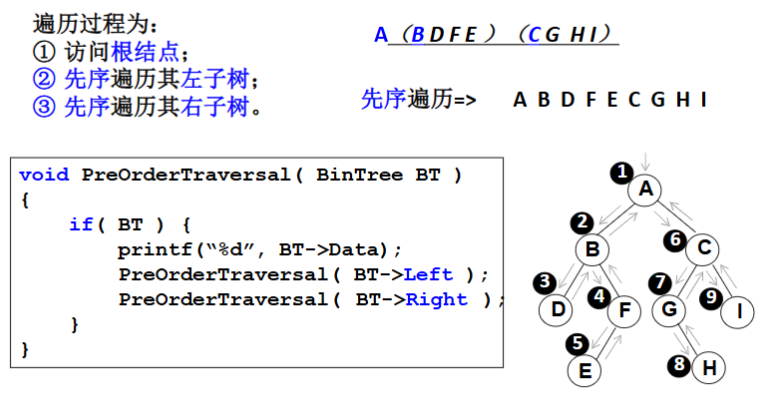 遍历过程为:
① 访问根结点;
② 先序遍历其左子树;
③ 先序遍历其右子树。
A（B D F E ）（C G H I）
先序遍历=> A B D F E C G H I
void PreOrderTraversal( BinTree BT )
{
if( BT ) {
printf(“%d”, BT->Data);
PreOrderTraversal( BT->Left );
PreOrderTraversal( BT->Right );
}
}
1
A
2
B
6
C
3
D
4
F
7
G
9
I
5
E
8
H